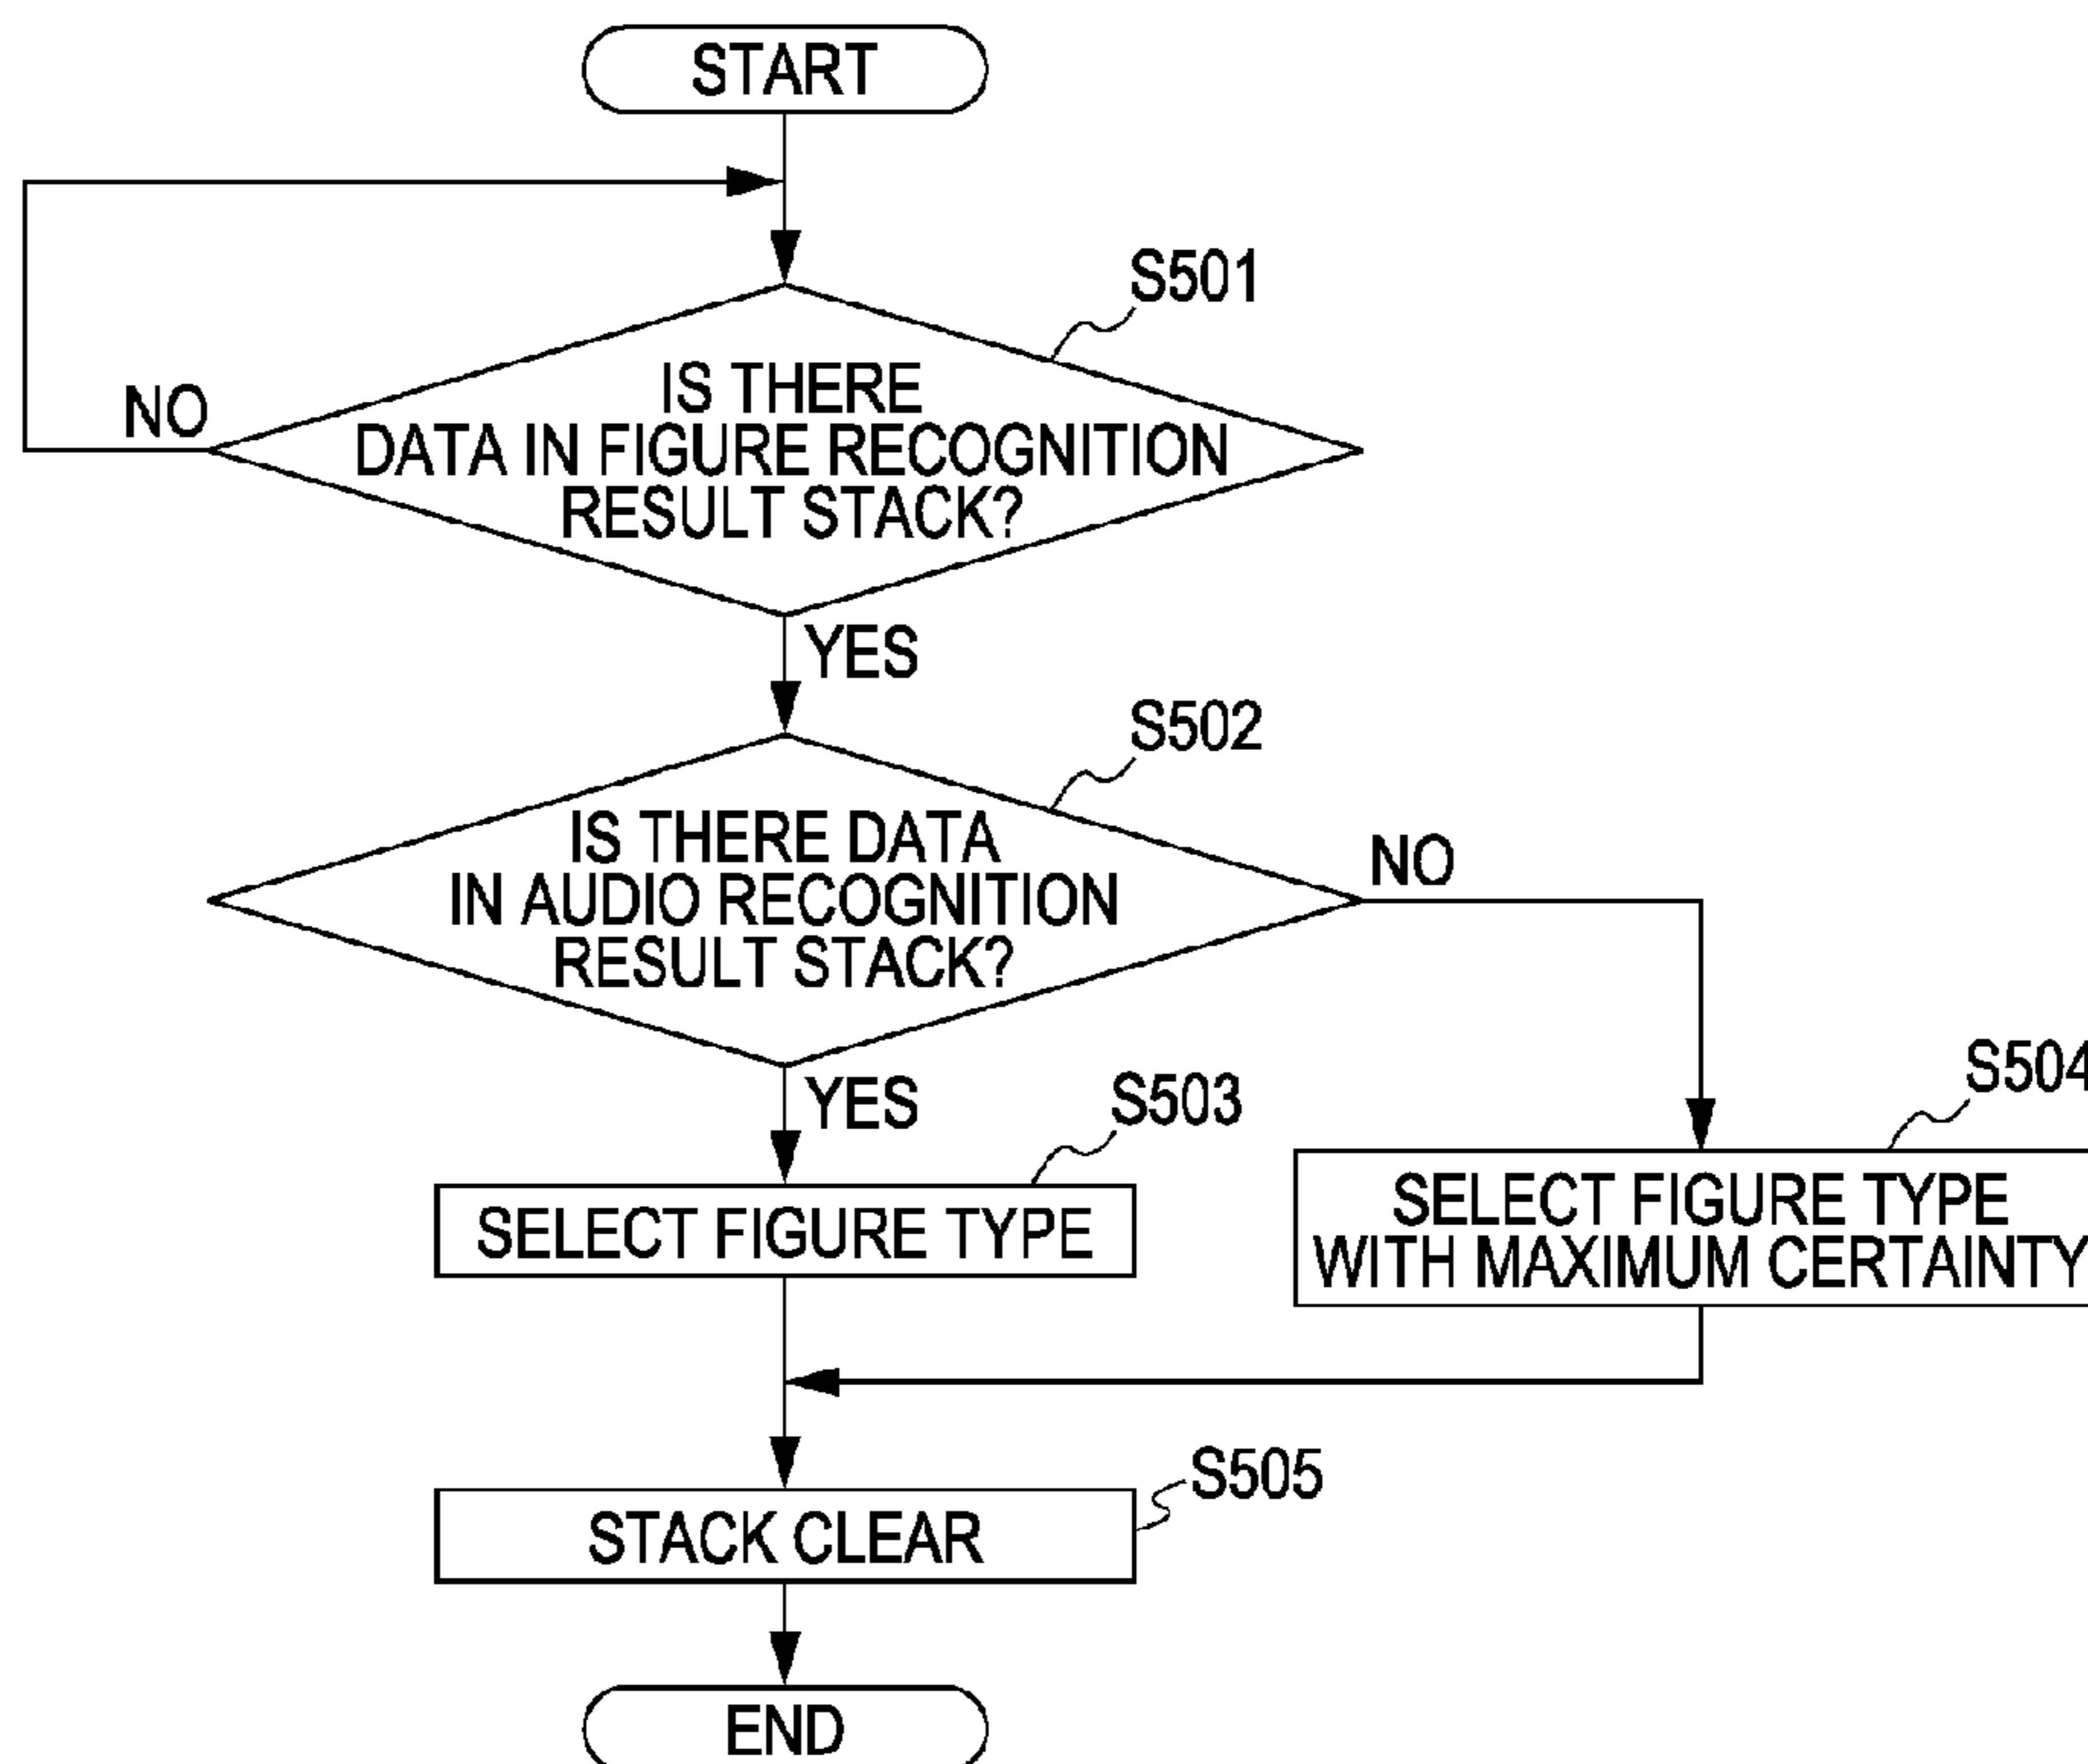 START
S501
IS THERE
DATA IN FIGURE RECOGNITION
RESULT STACK?
NO
YES
S502
IS THERE DATA
IN AUDIO RECOGNITION
RESULT STACK?
NO
YES
S503
SELECT FIGURE TYPE
S504
SELECT FIGURE TYPE
WITH MAXIMUM CERTAINTY
S505
STACK CLEAR
END